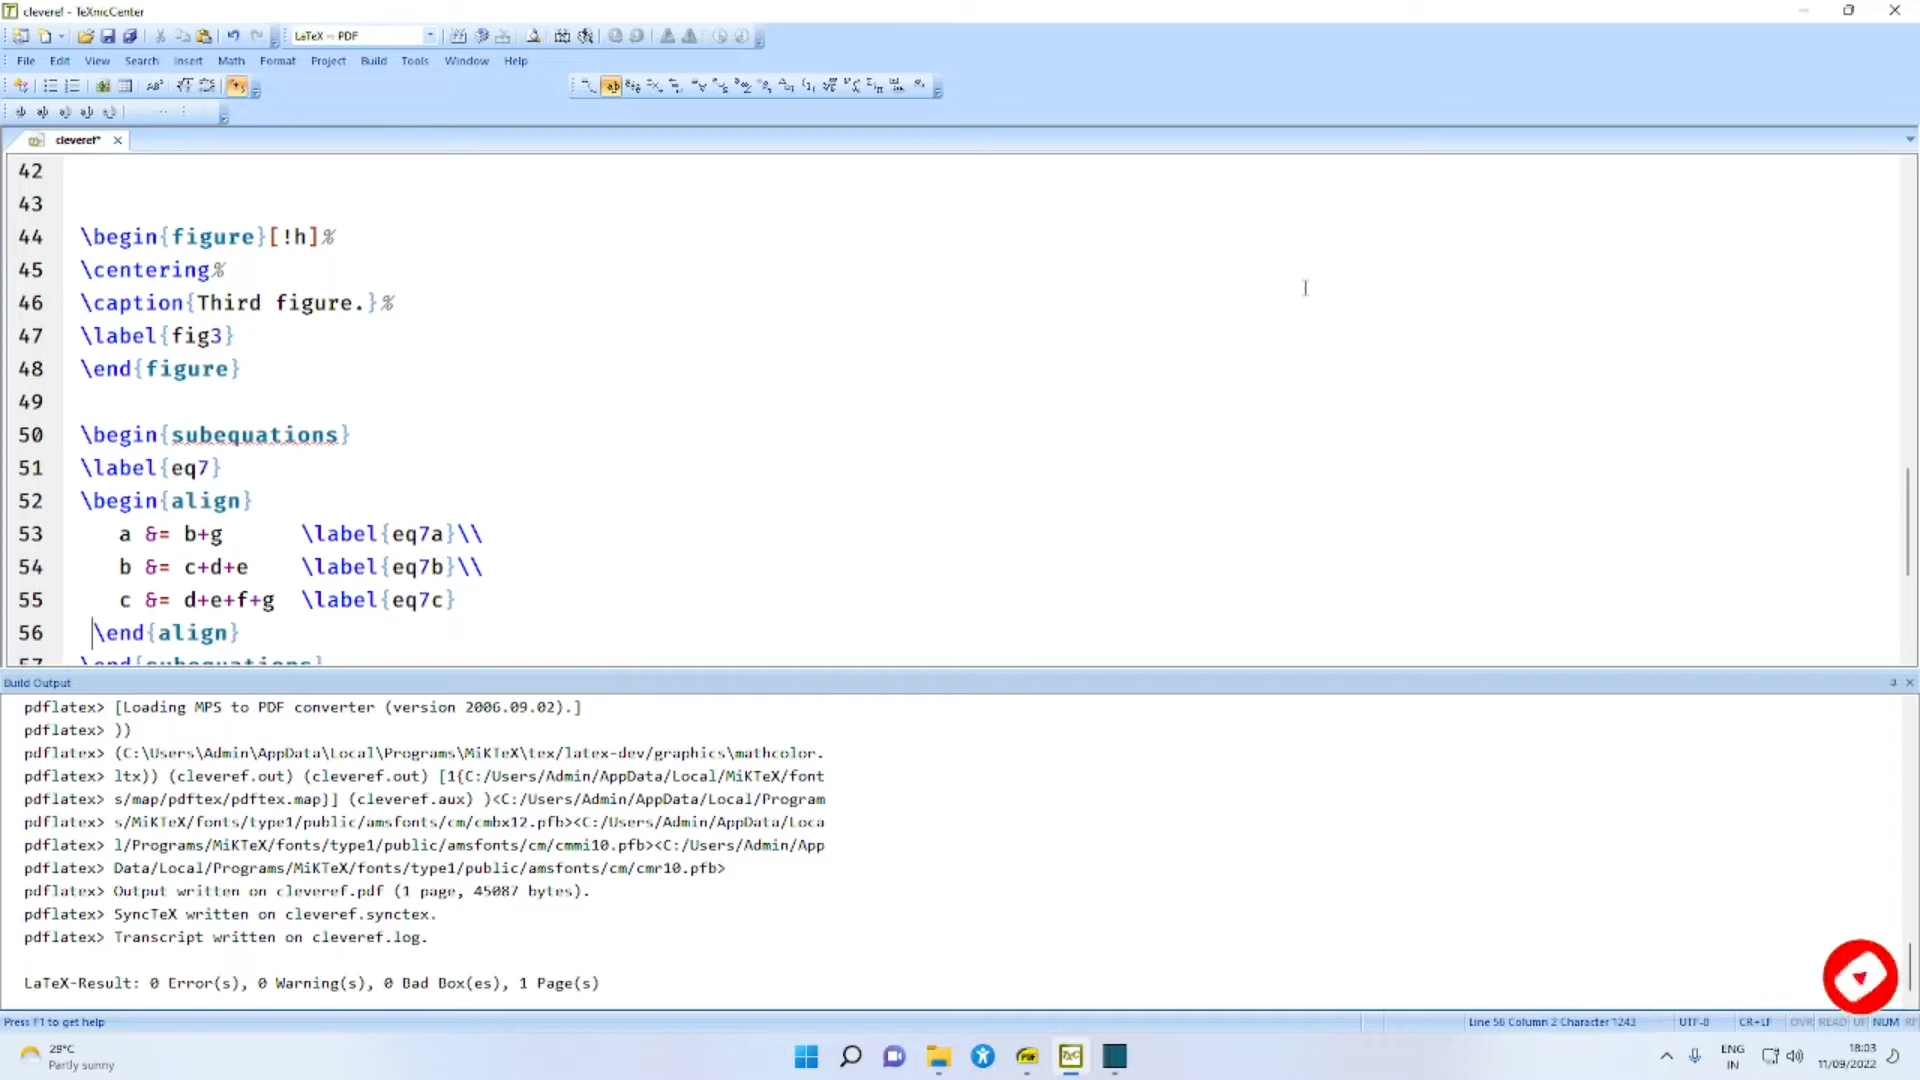 cleveref - TeXnicCenter
LaTeX ⇨ PDF
File Edit View Search Insert Math Format Project Build Tools Window Help
cleveref*
42
43
44 \begin{figure}[!h]%
45 \centering%
46 \caption{Third figure.}%
47 \label{fig3}
48 \end{figure}
49
50 \begin{subequations}
51 \label{eq7}
52 \begin{align}
53 a &= b+g \label{eq7a}\\
54 b &= c+d+e \label{eq7b}\\
55 c &= d+e+f+g \label{eq7c}
56 \end{align}
57 \end{subequations}
Build Output
pdflatex> [Loading MPS to PDF converter (version 2006.09.02).]
pdflatex> ))
pdflatex> (C:\Users\Admin\AppData\Local\Programs\MiKTeX\tex/latex-dev/graphics\mathcolor.
pdflatex> ltx)) (cleveref.out) (cleveref.out) [1{C:/Users/Admin/AppData/Local/MiKTeX/font
pdflatex> s/map/pdftex/pdftex.map}] (cleveref.aux) )<C:/Users/Admin/AppData/Local/Program
pdflatex> s/MiKTeX/fonts/type1/public/amsfonts/cm/cmbx12.pfb><C:/Users/Admin/AppData/Loca
pdflatex> l/Programs/MiKTeX/fonts/type1/public/amsfonts/cm/cmmi10.pfb><C:/Users/Admin/App
pdflatex> Data/Local/Programs/MiKTeX/fonts/type1/public/amsfonts/cm/cmr10.pfb>
pdflatex> Output written on cleveref.pdf (1 page, 45087 bytes).
pdflatex> SyncTeX written on cleveref.synctex.
pdflatex> Transcript written on cleveref.log.
LaTeX-Result: 0 Error(s), 0 Warning(s), 0 Bad Box(es), 1 Page(s)
Press F1 to get help Line 56 Column 2 Character 1243 UTF-8 CR+LF OVR READ NUM
29°C
Partly sunny
ENG
IN
18:03
11/09/2022